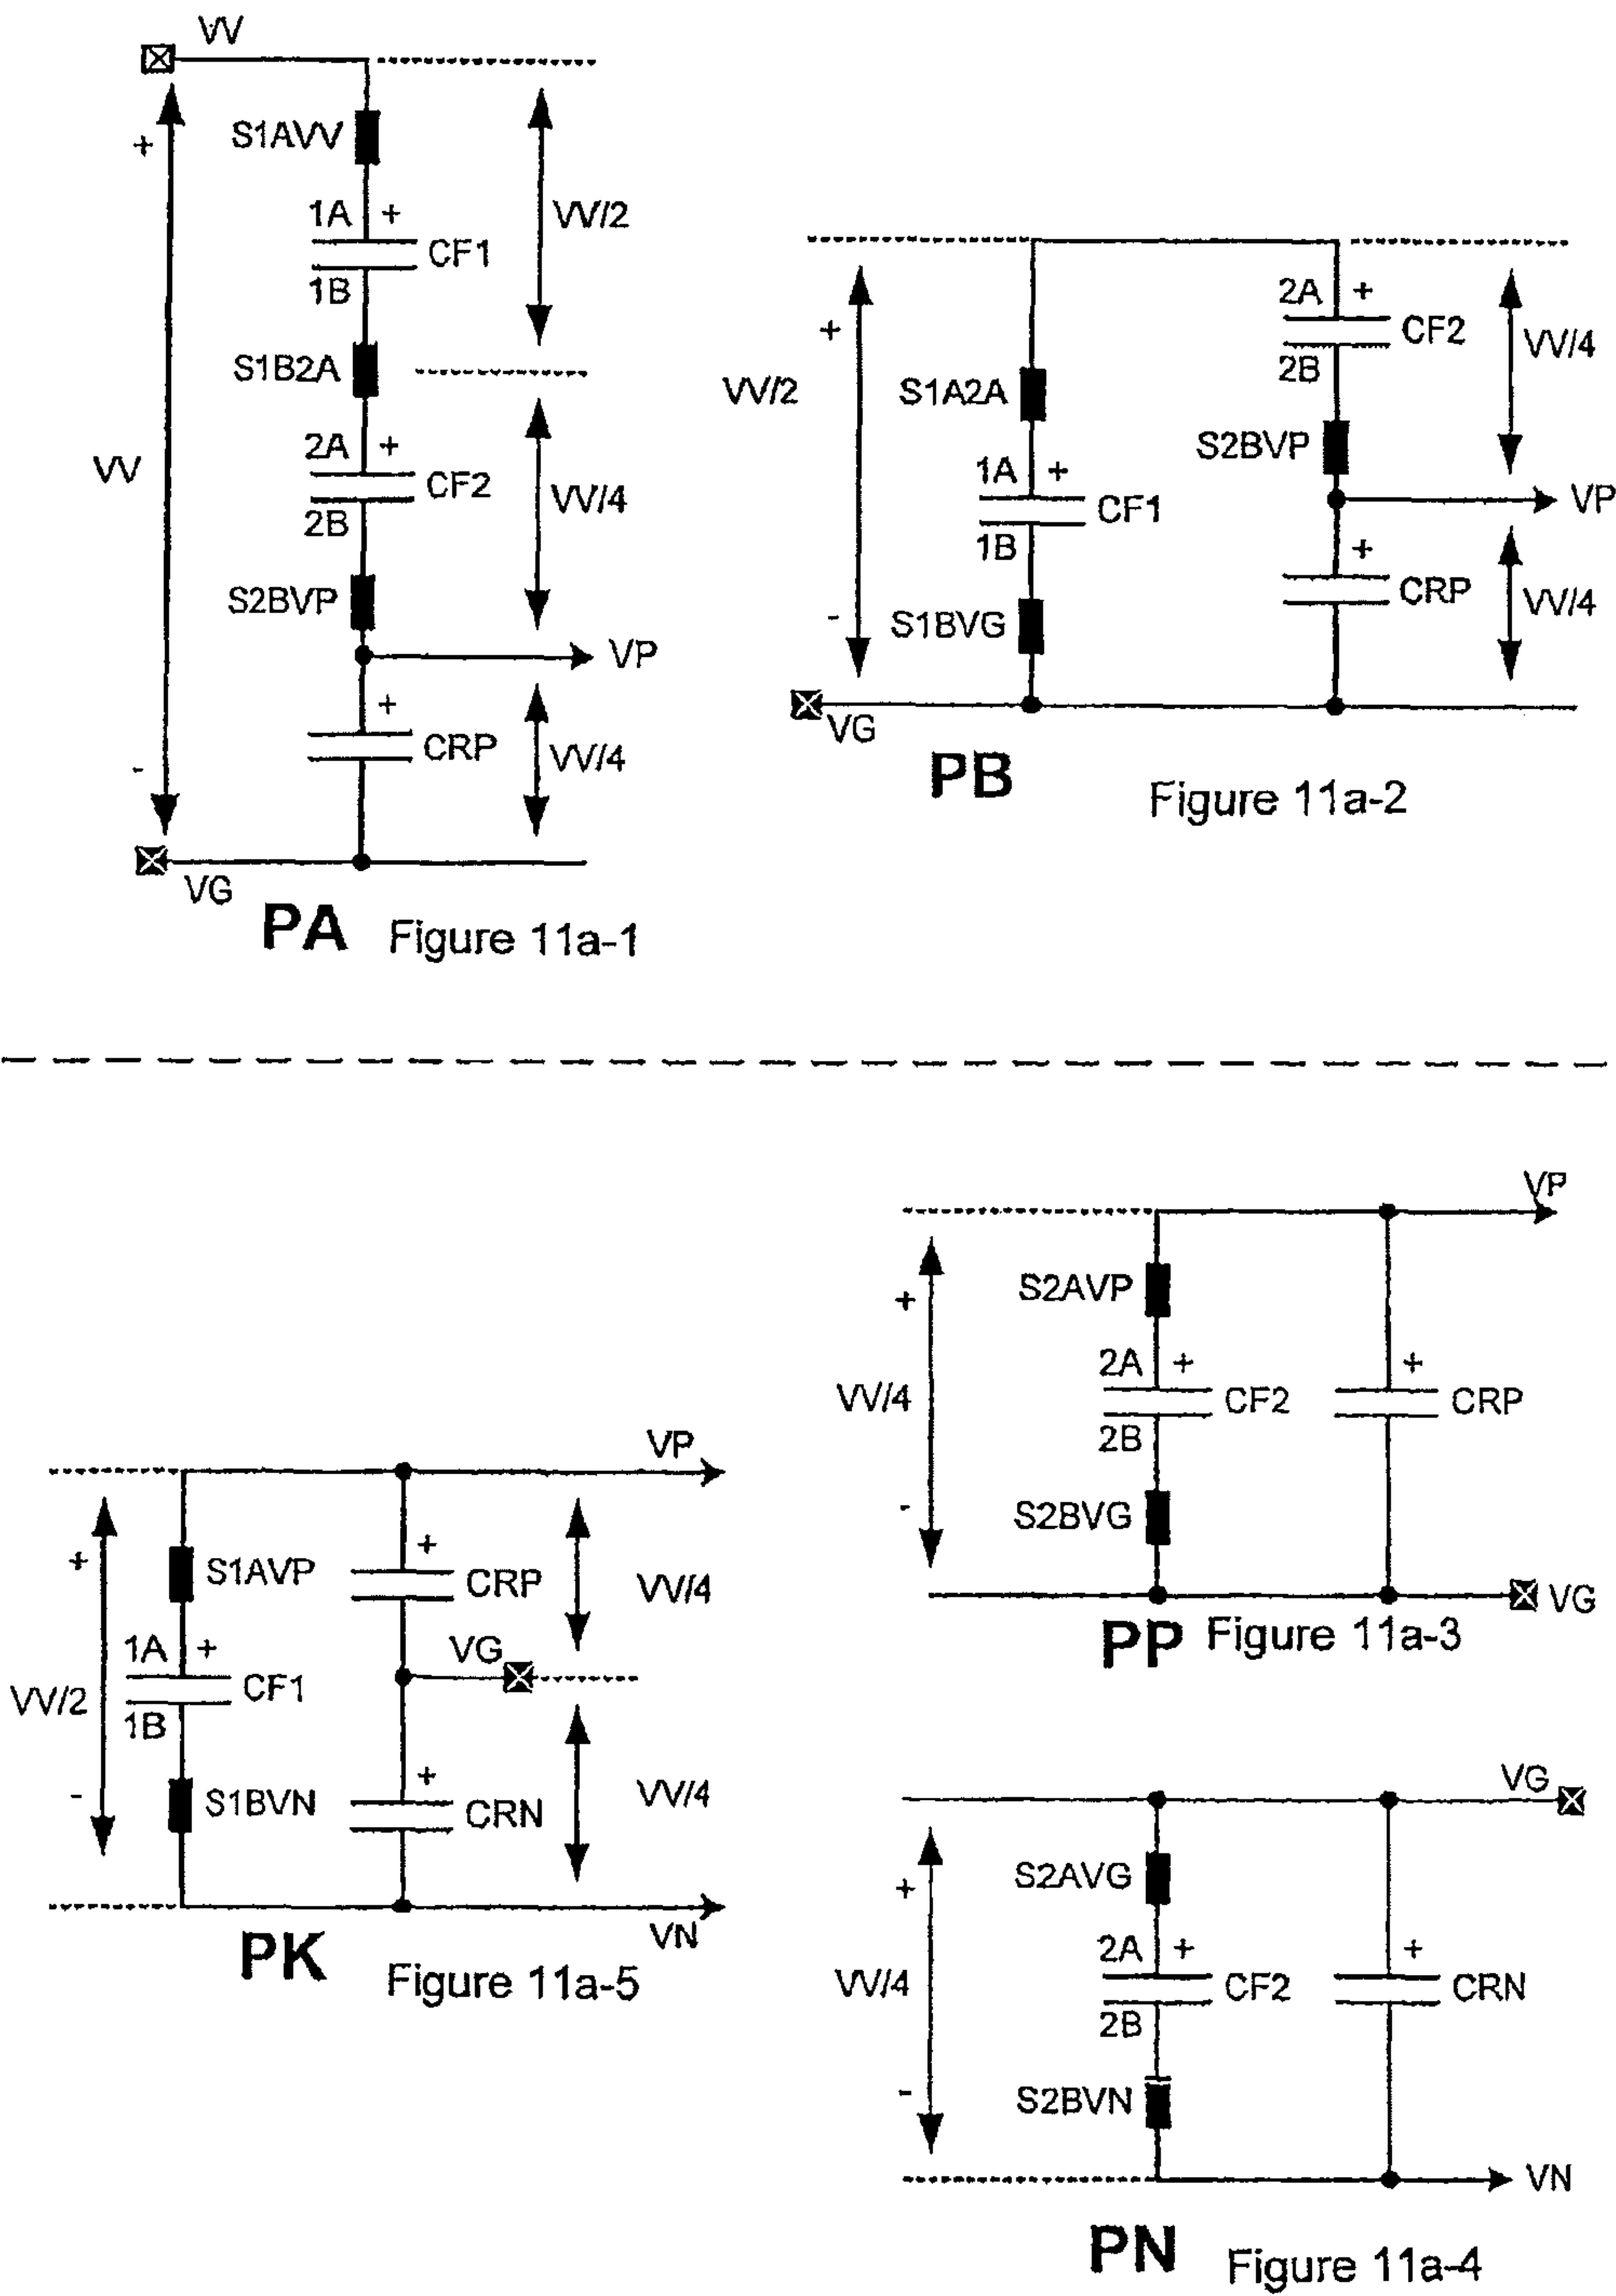 VV
+
S1AVV
1A +
CF1
1B
VV/2
S1B2A
VV
2A +
CF2
2B
VV/4
S2BVP
VP
+
CRP
VV/4
-
VG
PA Figure 11a-1
2A +
CF2
2B
VV/4
+
VV/2
S1A2A
S2BVP
1A +
CF1
1B
VP
+
CRP
VV/4
-
S1BVG
VG
PB Figure 11a-2
VP
+
S2AVP
2A +
CF2
2B
+
CRP
VV/4
-
S2BVG
VG
PP Figure 11a-3
VP
+
S1AVP
+
CRP
VV/4
1A +
CF1
1B
VG
VV/2
+
CRN
VV/4
-
S1BVN
VN
PK Figure 11a-5
VG
+
S2AVG
2A +
CF2
2B
+
CRN
VV/4
-
S2BVN
VN
PN Figure 11a-4